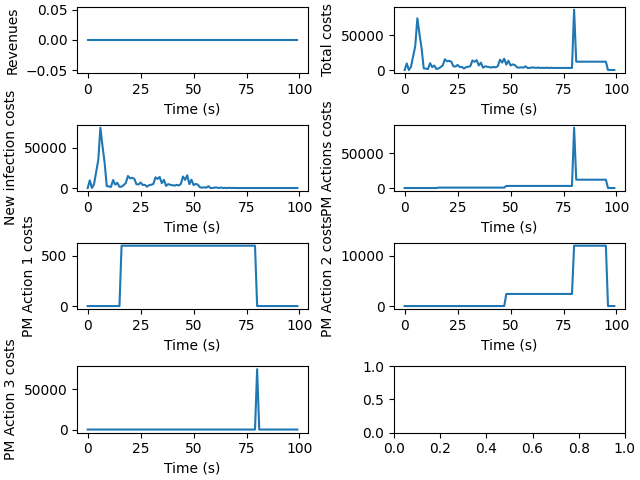 Revenues
0.05
0.00
−0.05
0 25 50 75 100
Time (s)
Total costs
50000
0
0 25 50 75 100
Time (s)
New infection costs
50000
0
0 25 50 75 100
Time (s)
PM Actions costs
50000
0
0 25 50 75 100
Time (s)
PM Action 1 costs
500
0
0 25 50 75 100
Time (s)
PM Action 2 costs
10000
0
0 25 50 75 100
Time (s)
PM Action 3 costs
50000
0
0 25 50 75 100
Time (s)
1.0
0.5
0.0
0.0 0.2 0.4 0.6 0.8 1.0